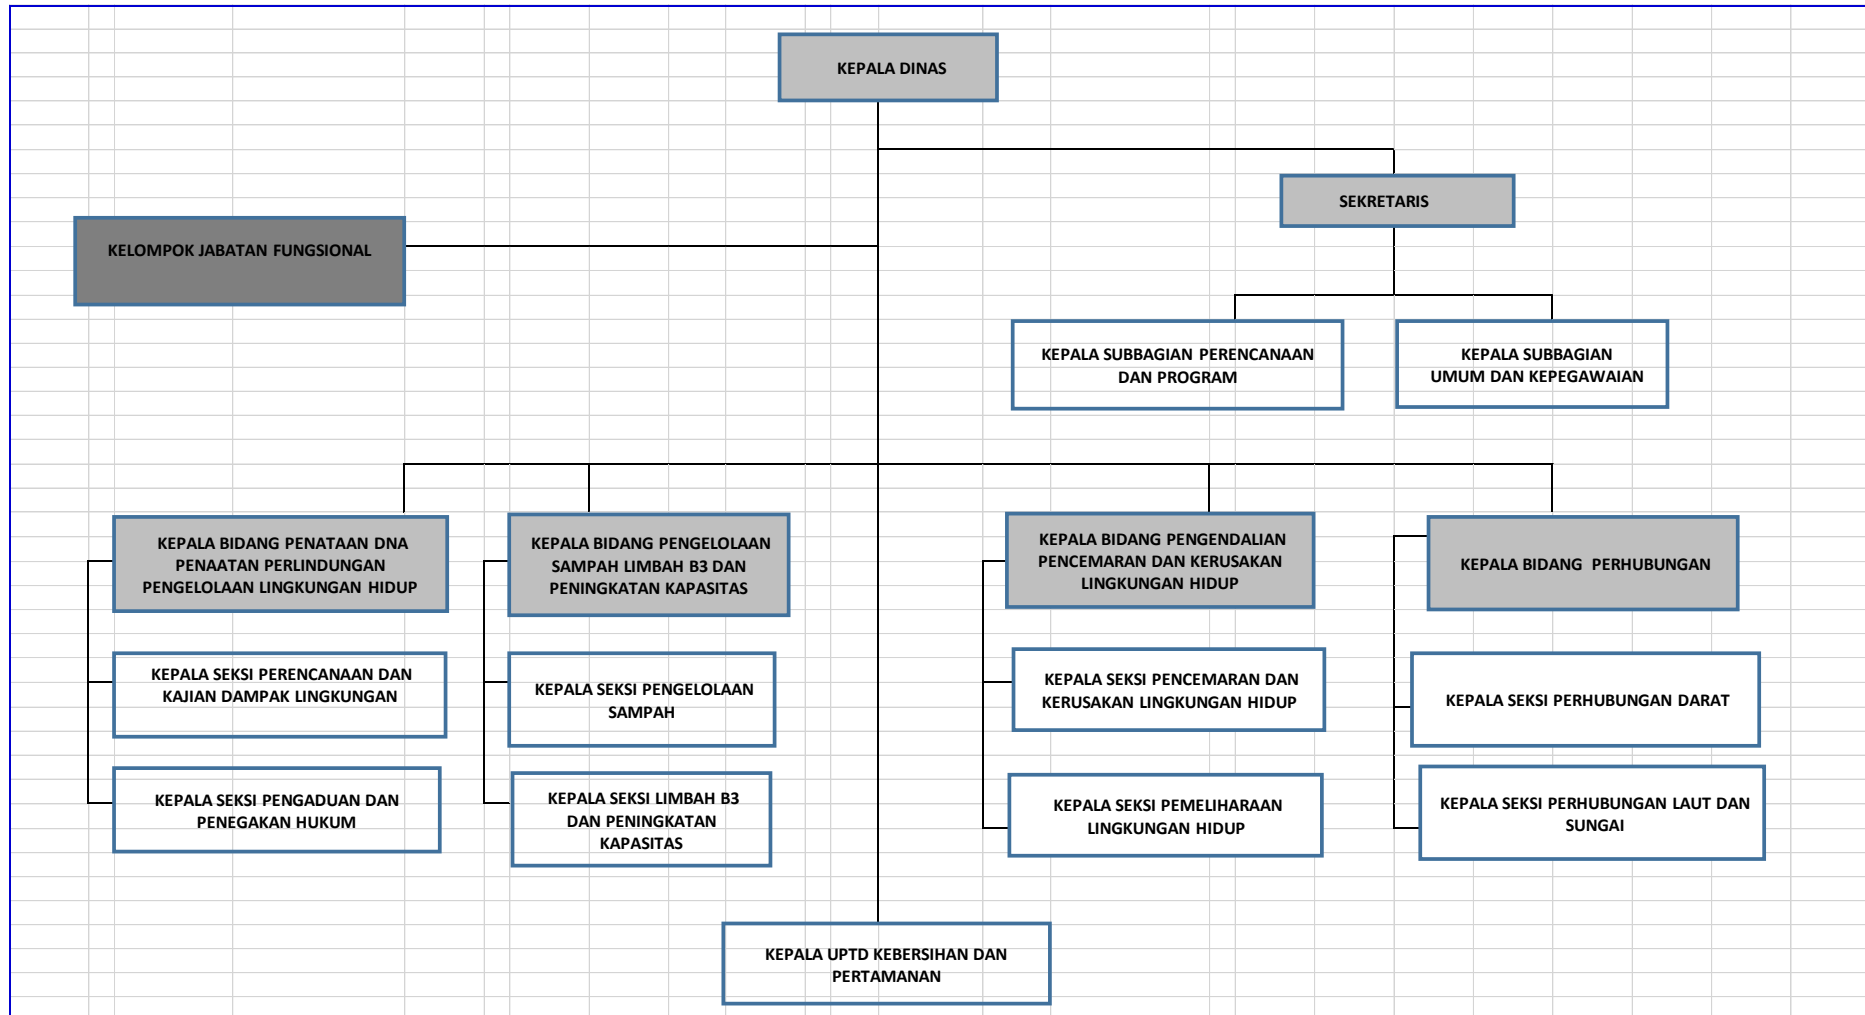 KEPALA DINAS
SEKRETARIS
KELOMPOK JABATAN FUNGSIONAL
KEPALA SUBBAGIAN PERENCANAAN
DAN PROGRAM
KEPALA SUBBAGIAN
UMUM DAN KEPEGAWAIAN
KEPALA BIDANG PENATAAN DNA
PENAATAN PERLINDUNGAN
PENGELOLAAN LINGKUNGAN HIDUP
KEPALA BIDANG PENGELOLAAN
SAMPAH LIMBAH B3 DAN
PENINGKATAN KAPASITAS
KEPALA BIDANG PENGENDALIAN
PENCEMARAN DAN KERUSAKAN
LINGKUNGAN HIDUP
KEPALA BIDANG PERHUBUNGAN
KEPALA SEKSI PERENCANAAN DAN
KAJIAN DAMPAK LINGKUNGAN
KEPALA SEKSI PENGELOLAAN
SAMPAH
KEPALA SEKSI PENCEMARAN DAN
KERUSAKAN LINGKUNGAN HIDUP
KEPALA SEKSI PERHUBUNGAN DARAT
KEPALA SEKSI PENGADUAN DAN
PENEGAKAN HUKUM
KEPALA SEKSI LIMBAH B3
DAN PENINGKATAN
KAPASITAS
KEPALA SEKSI PEMELIHARAAN
LINGKUNGAN HIDUP
KEPALA SEKSI PERHUBUNGAN LAUT DAN
SUNGAI
KEPALA UPTD KEBERSIHAN DAN
PERTAMANAN